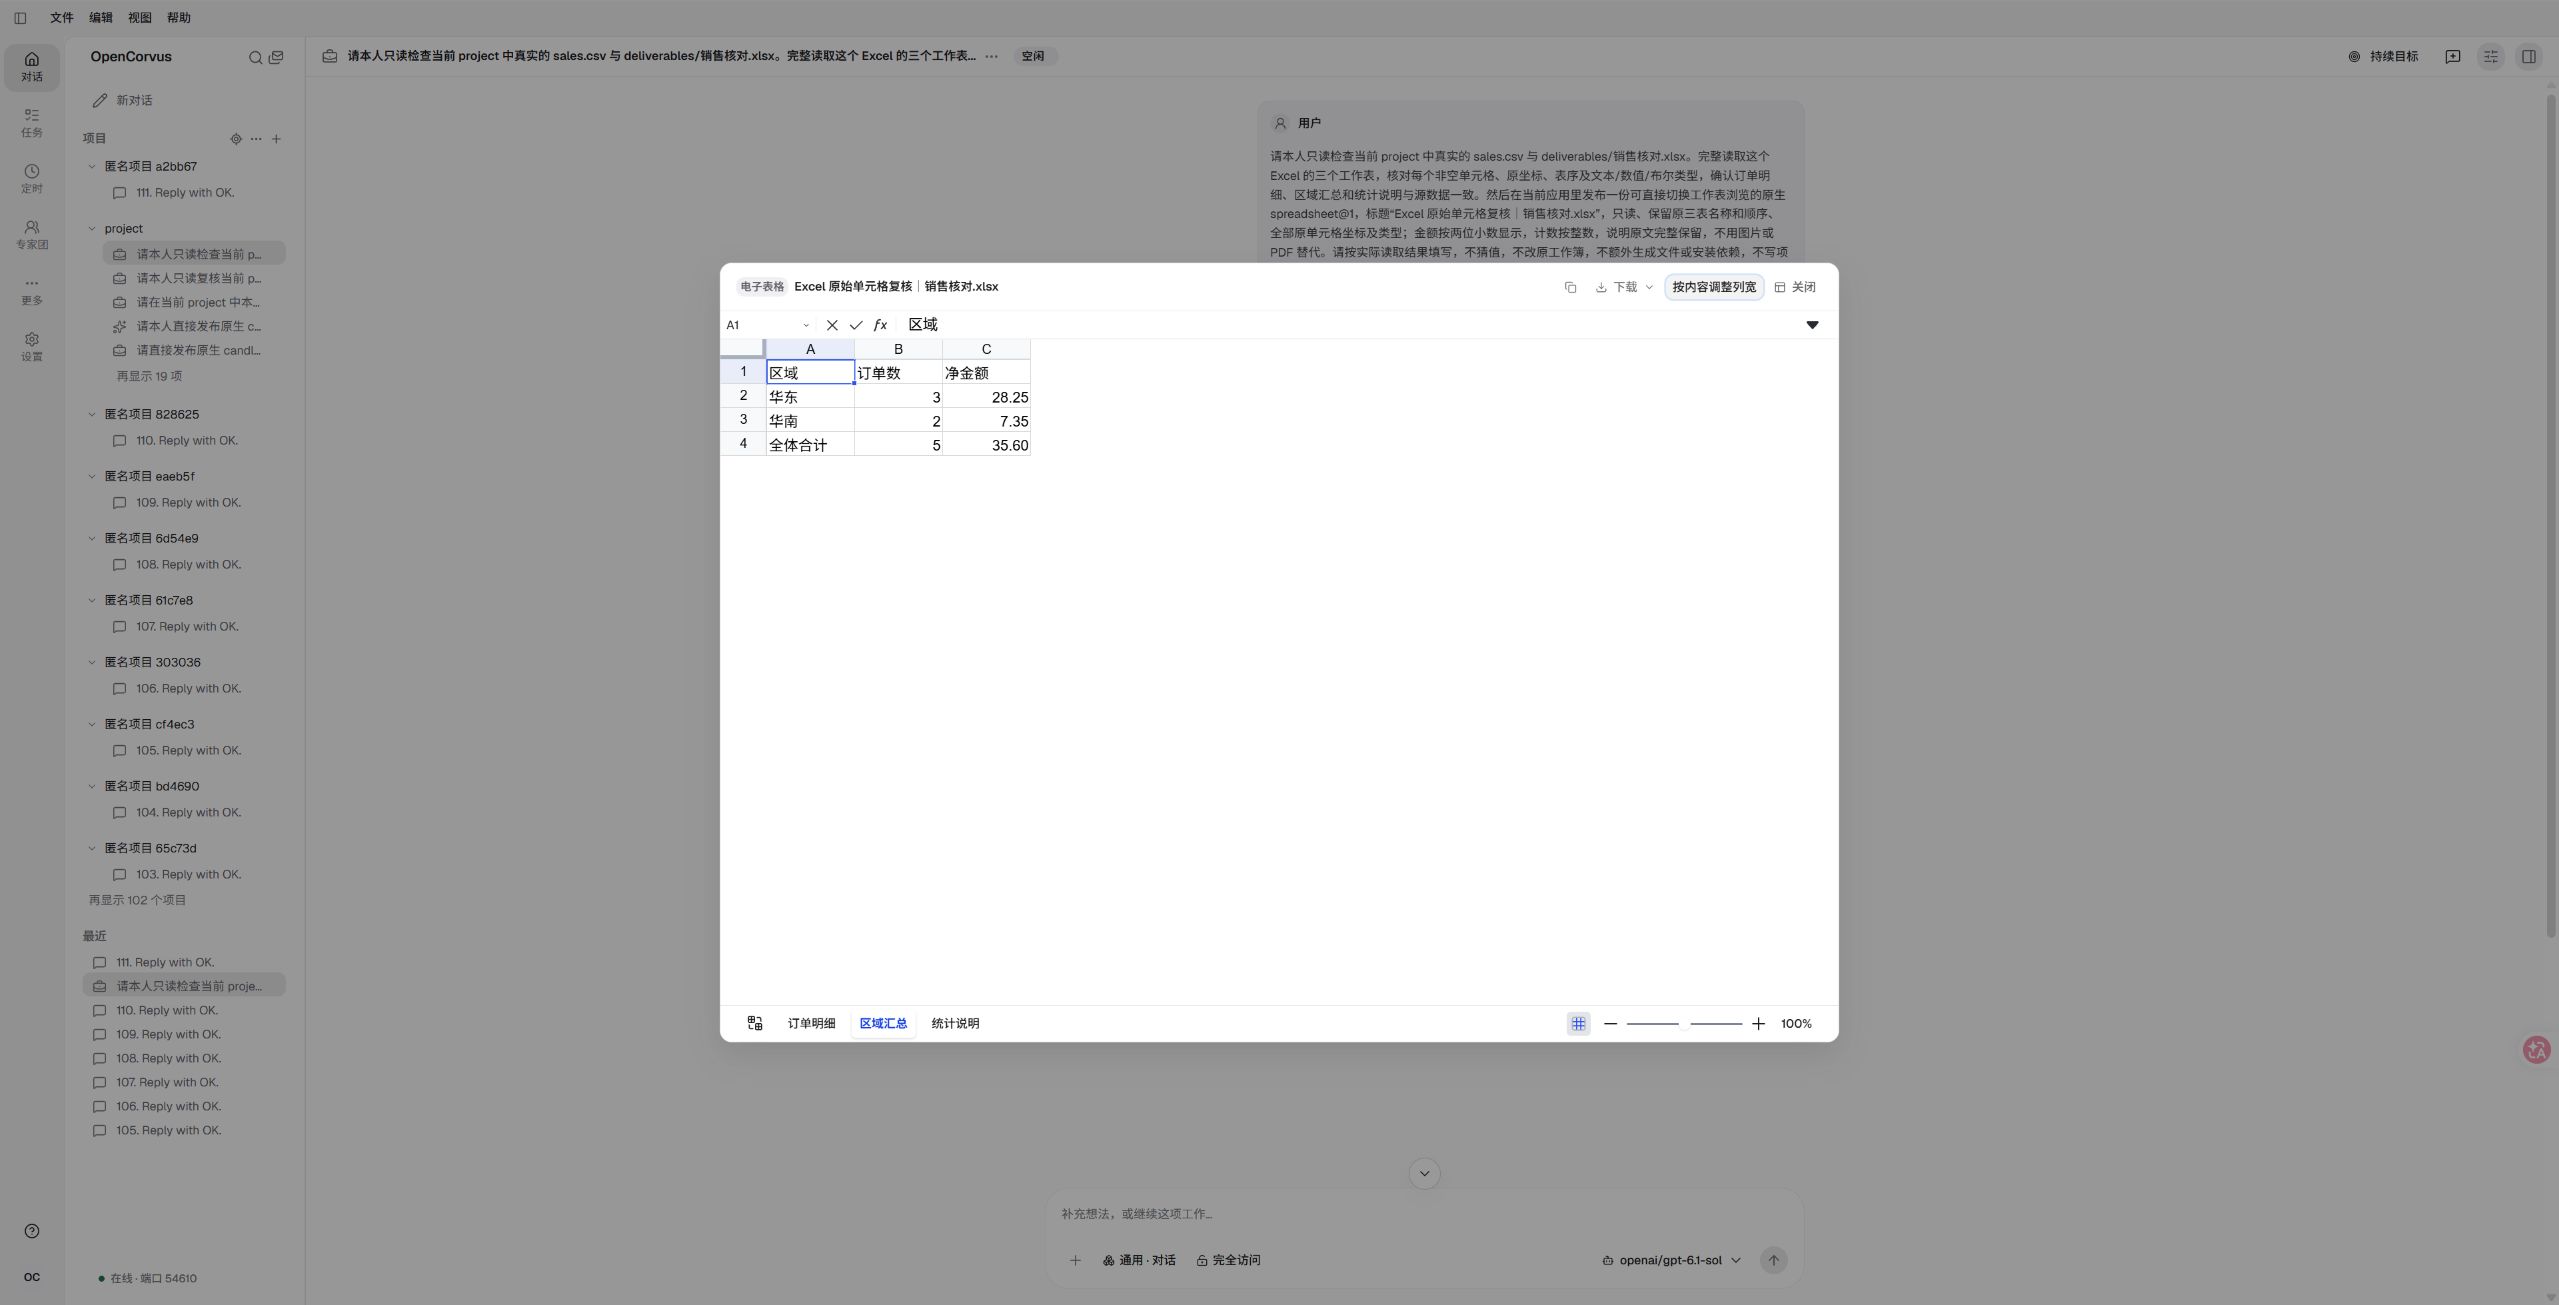 文件 编辑 视图 帮助
对话
任务
定时
专家团
更多
设置
OC
OpenCorvus
新对话
项目
匿名项目 a2bb67
111. Reply with OK.
project
请本人只读检查当前 p...
请本人只读复核当前 p...
请在当前 project 中本...
请本人直接发布原生 c...
请直接发布原生 candl...
再显示 19 项
匿名项目 828625
110. Reply with OK.
匿名项目 eaeb5f
109. Reply with OK.
匿名项目 6d54e9
108. Reply with OK.
匿名项目 61c7e8
107. Reply with OK.
匿名项目 303036
106. Reply with OK.
匿名项目 cf4ec3
105. Reply with OK.
匿名项目 bd4690
104. Reply with OK.
匿名项目 65c73d
103. Reply with OK.
再显示 102 个项目
最近
111. Reply with OK.
请本人只读检查当前 proje...
110. Reply with OK.
109. Reply with OK.
108. Reply with OK.
107. Reply with OK.
106. Reply with OK.
105. Reply with OK.
在线 · 端口 54610
请本人只读检查当前 project 中真实的 sales.csv 与 deliverables/销售核对.xlsx。完整读取这个 Excel 的三个工作表... ··· 空闲
持续目标
用户
请本人只读检查当前 project 中真实的 sales.csv 与 deliverables/销售核对.xlsx。完整读取这个
Excel 的三个工作表，核对每个非空单元格、原坐标、表序及文本/数值/布尔类型，确认订单明
细、区域汇总和统计说明与源数据一致。然后在当前应用里发布一份可直接切换工作表浏览的原生
spreadsheet@1，标题“Excel 原始单元格复核｜销售核对.xlsx”，只读、保留原三表名称和顺序、
全部原单元格坐标及类型；金额按两位小数显示，计数按整数，说明原文完整保留，不用图片或
PDF 替代。请按实际读取结果填写，不猜值，不改原工作簿，不额外生成文件或安装依赖，不写项
电子表格 Excel 原始单元格复核｜销售核对.xlsx
下载 按内容调整列宽 关闭
A1 fx 区域
A B C
1 区域 订单数 净金额
2 华东 3 28.25
3 华南 2 7.35
4 全体合计 5 35.60
订单明细 区域汇总 统计说明
100%
补充想法，或继续这项工作...
通用 · 对话 完全访问
openai/gpt-6.1-sol